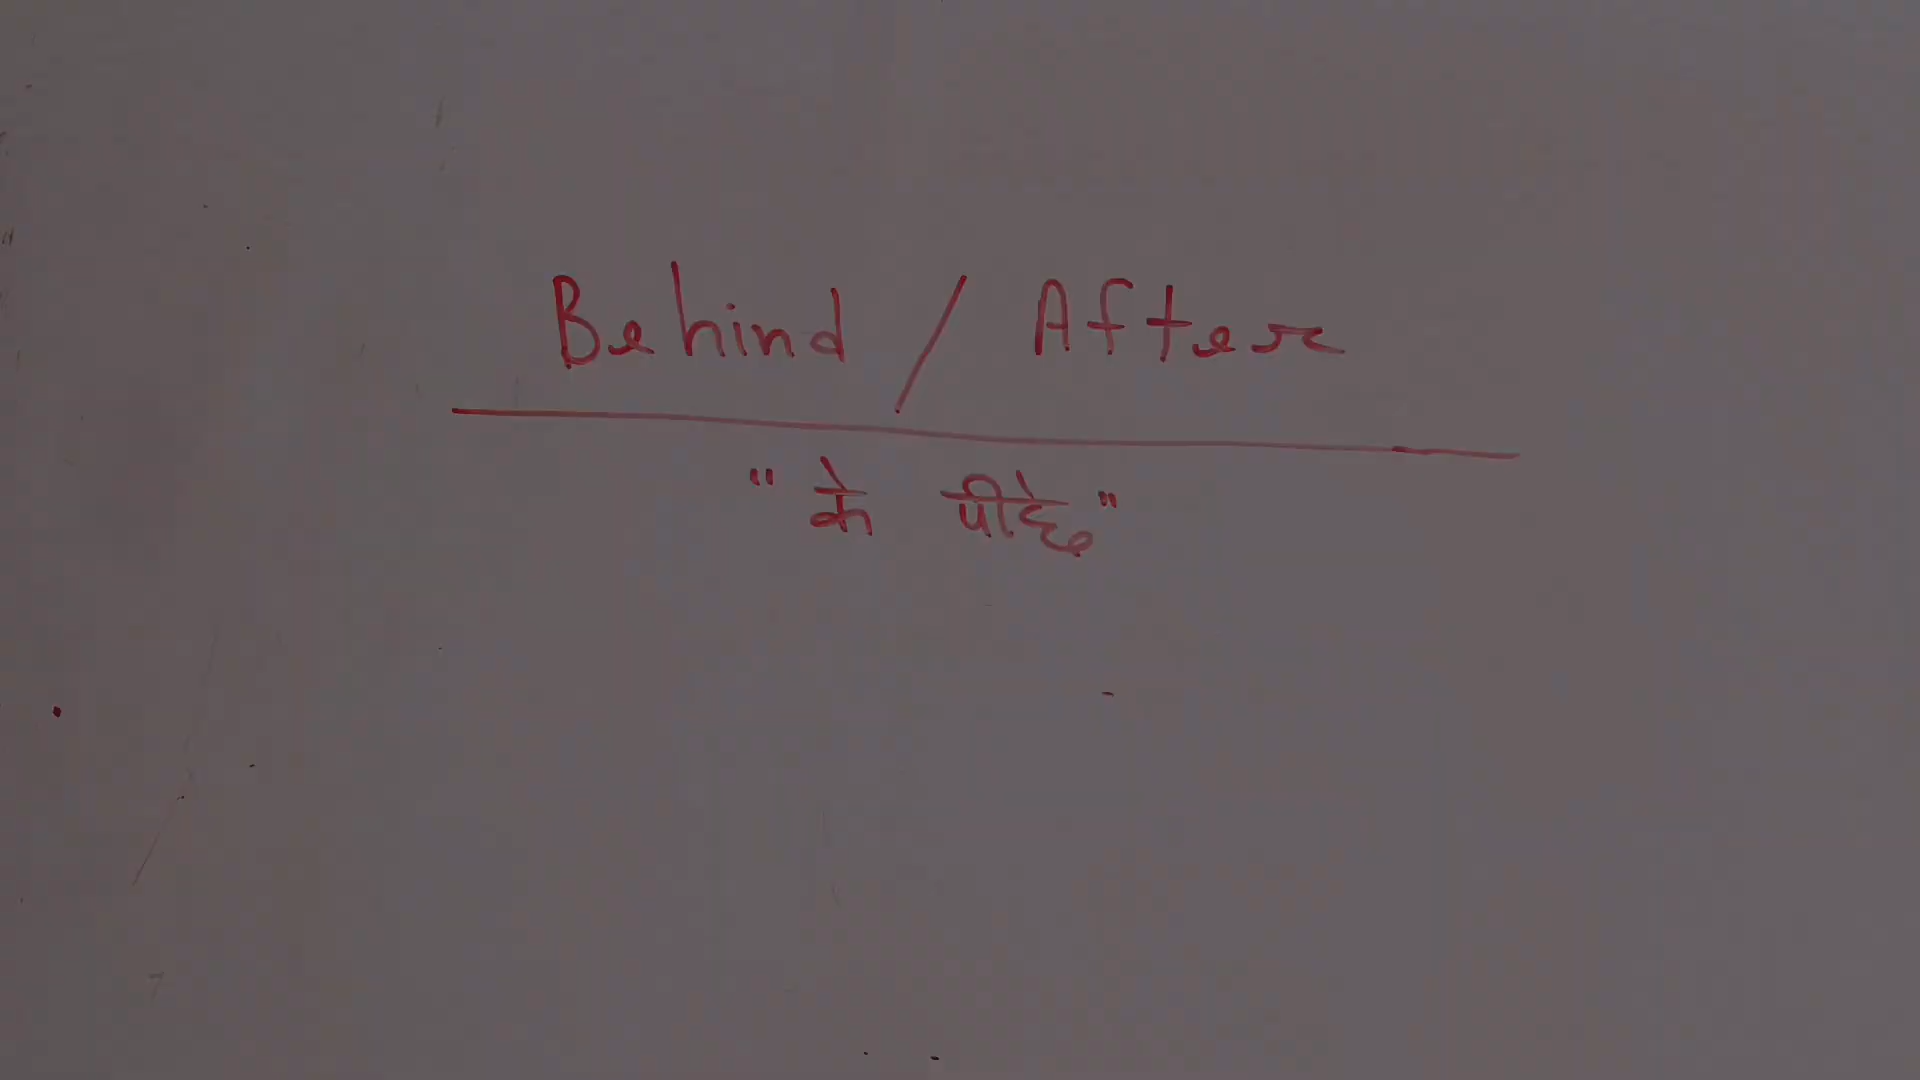 Behind / After
" के पीछे "